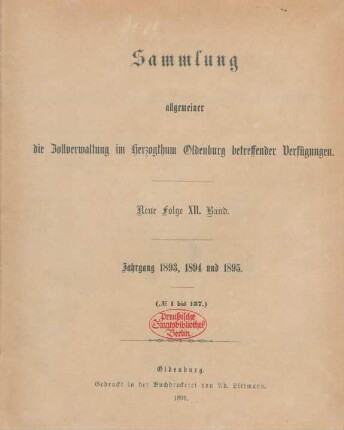 Sammlung
allgemeiner
die Zollverwaltung im Herzogthum Oldenburg betreffender Verfügungen.
Neue Folge XII. Band.
Jahrgang 1893, 1894 und 1895.
(№ 1 bis 137.)
Preußische
Staatsbibliothek
Berlin
Oldenburg.
Gedruckt in der Buchdruckerei von Ad. Littmann.